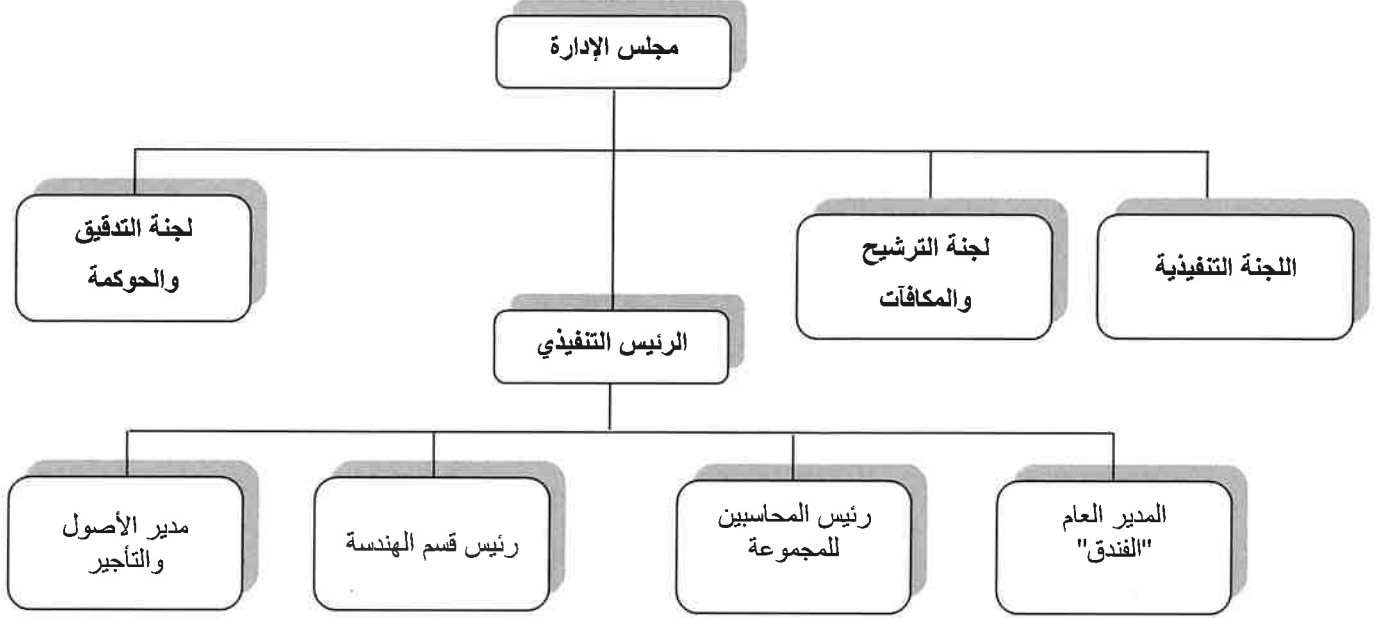 مجلس الإدارة
اللجنة التنفيذية
لجنة الترشيح
والمكافآت
لجنة التدقيق
والحوكمة
الرئيس التنفيذي
المدير العام
"الفندق"
رئيس المحاسبين
للمجموعة
رئيس قسم الهندسة
مدير الأصول
والتأجير